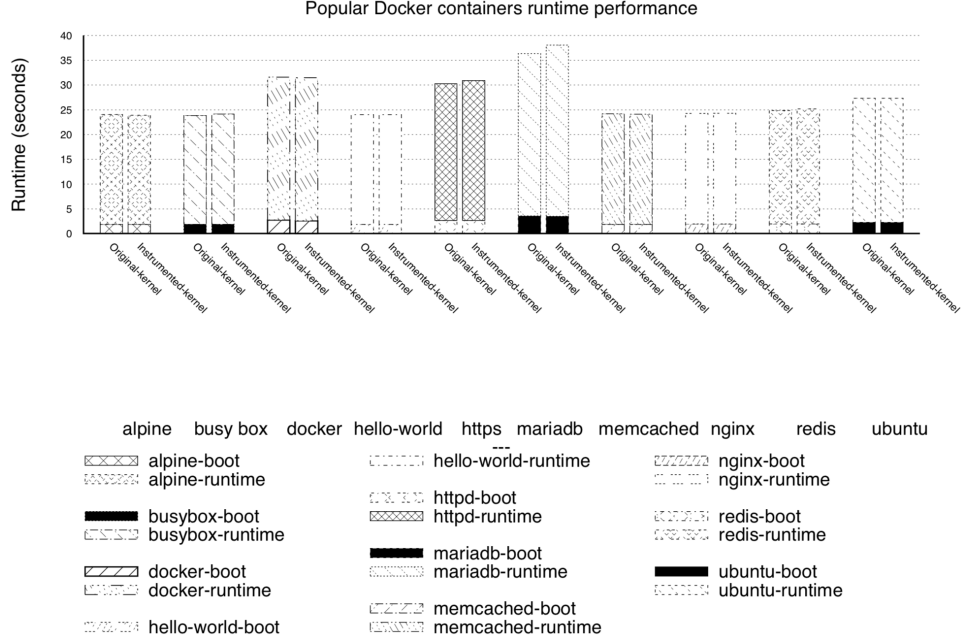 Popular Docker containers runtime performance
Runtime (seconds)
40
35
30
25
20
15
10
5
0
Original-kernel Instrumented-kernel Original-kernel Instrumented-kernel Original-kernel Instrumented-kernel Original-kernel Instrumented-kernel Original-kernel Instrumented-kernel Original-kernel Instrumented-kernel Original-kernel Instrumented-kernel Original-kernel Instrumented-kernel Original-kernel Instrumented-kernel Original-kernel Instrumented-kernel
alpine busy box docker hello-world https mariadb memcached nginx redis ubuntu
---
alpine-boot
alpine-runtime
busybox-boot
busybox-runtime
docker-boot
docker-runtime
hello-world-boot
hello-world-runtime
httpd-boot
httpd-runtime
mariadb-boot
mariadb-runtime
memcached-boot
memcached-runtime
nginx-boot
nginx-runtime
redis-boot
redis-runtime
ubuntu-boot
ubuntu-runtime